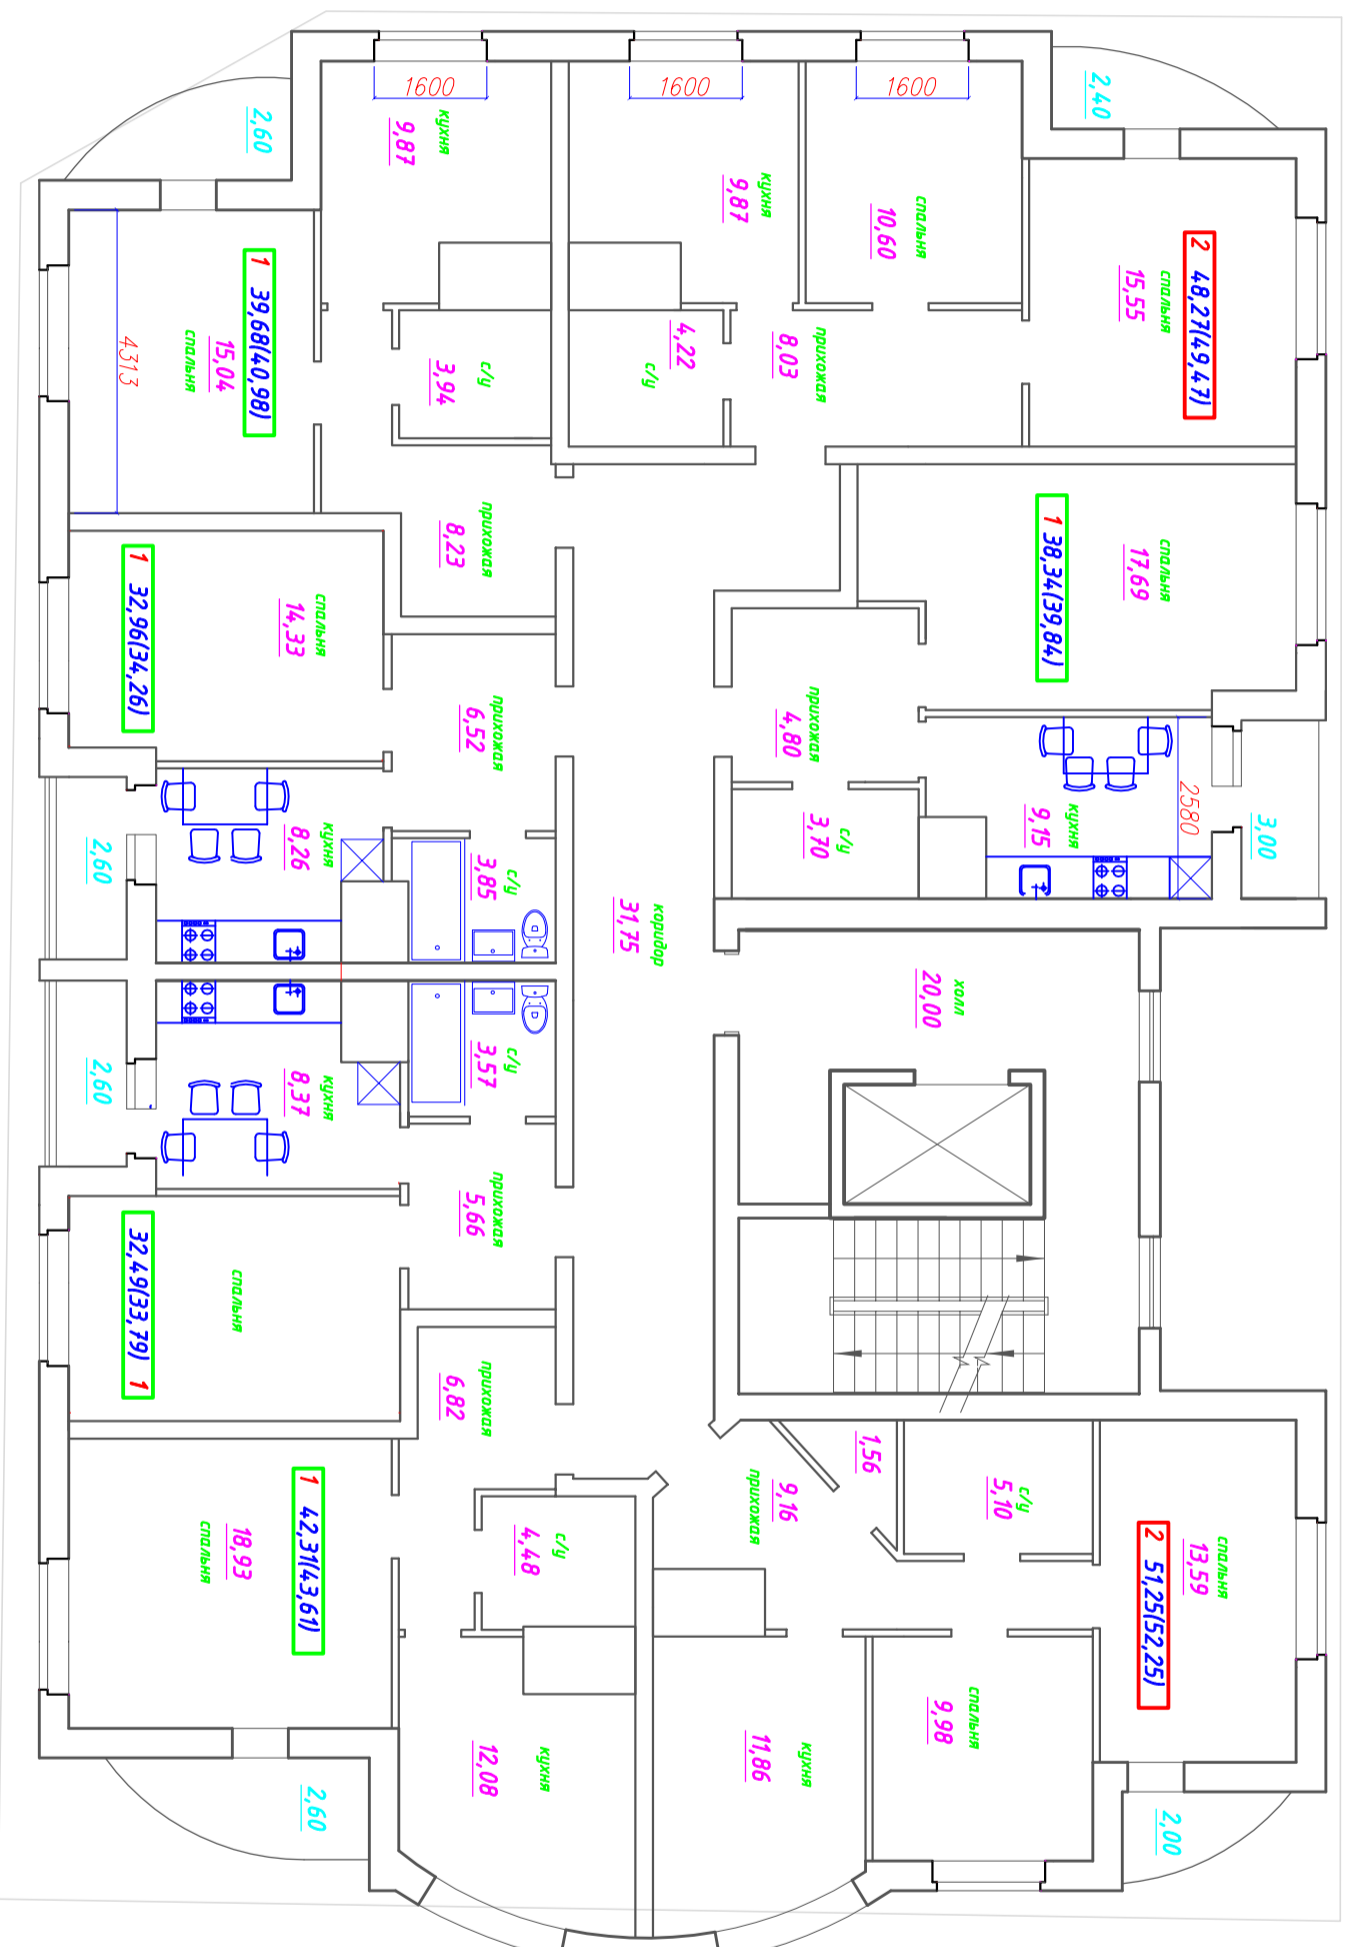 1600
1600
1600
2,40
2,60
кухня
9,87
кухня
9,87
спальня
10,60
2 48,27(49,47)
спальня
15,55
1 39,68(40,98)
15,04
спальня
4313
с/у
3,94
4,22
с/у
прихожая
8,03
прихожая
8,23
1 38,34(39,84)
спальня
17,69
1 32,96(34,26)
спальня
14,33
прихожая
6,52
прихожая
4,80
с/у
3,70
кухня
9,15
2580
3,00
2,60
кухня
8,26
с/у
3,85
коридор
31,75
холл
20,00
2,60
кухня
8,37
с/у
3,57
прихожая
5,66
32,49(33,79) 1
спальня
прихожая
6,82
1 42,31(43,61)
18,93
спальня
с/у
4,48
9,16
прихожая
1,56
с/у
5,10
спальня
13,59
2 51,25(52,25)
спальня
9,98
кухня
11,86
кухня
12,08
2,60
2,00